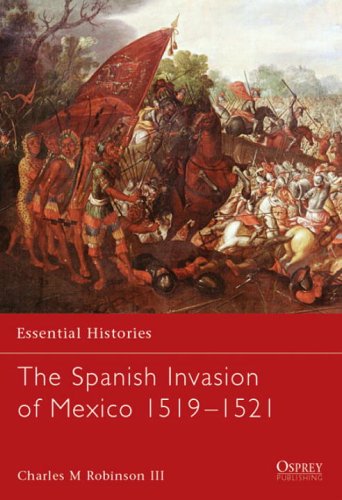 Essential Histories
The Spanish Invasion
of Mexico 1519–1521
Charles M Robinson III
OSPREY
PUBLISHING